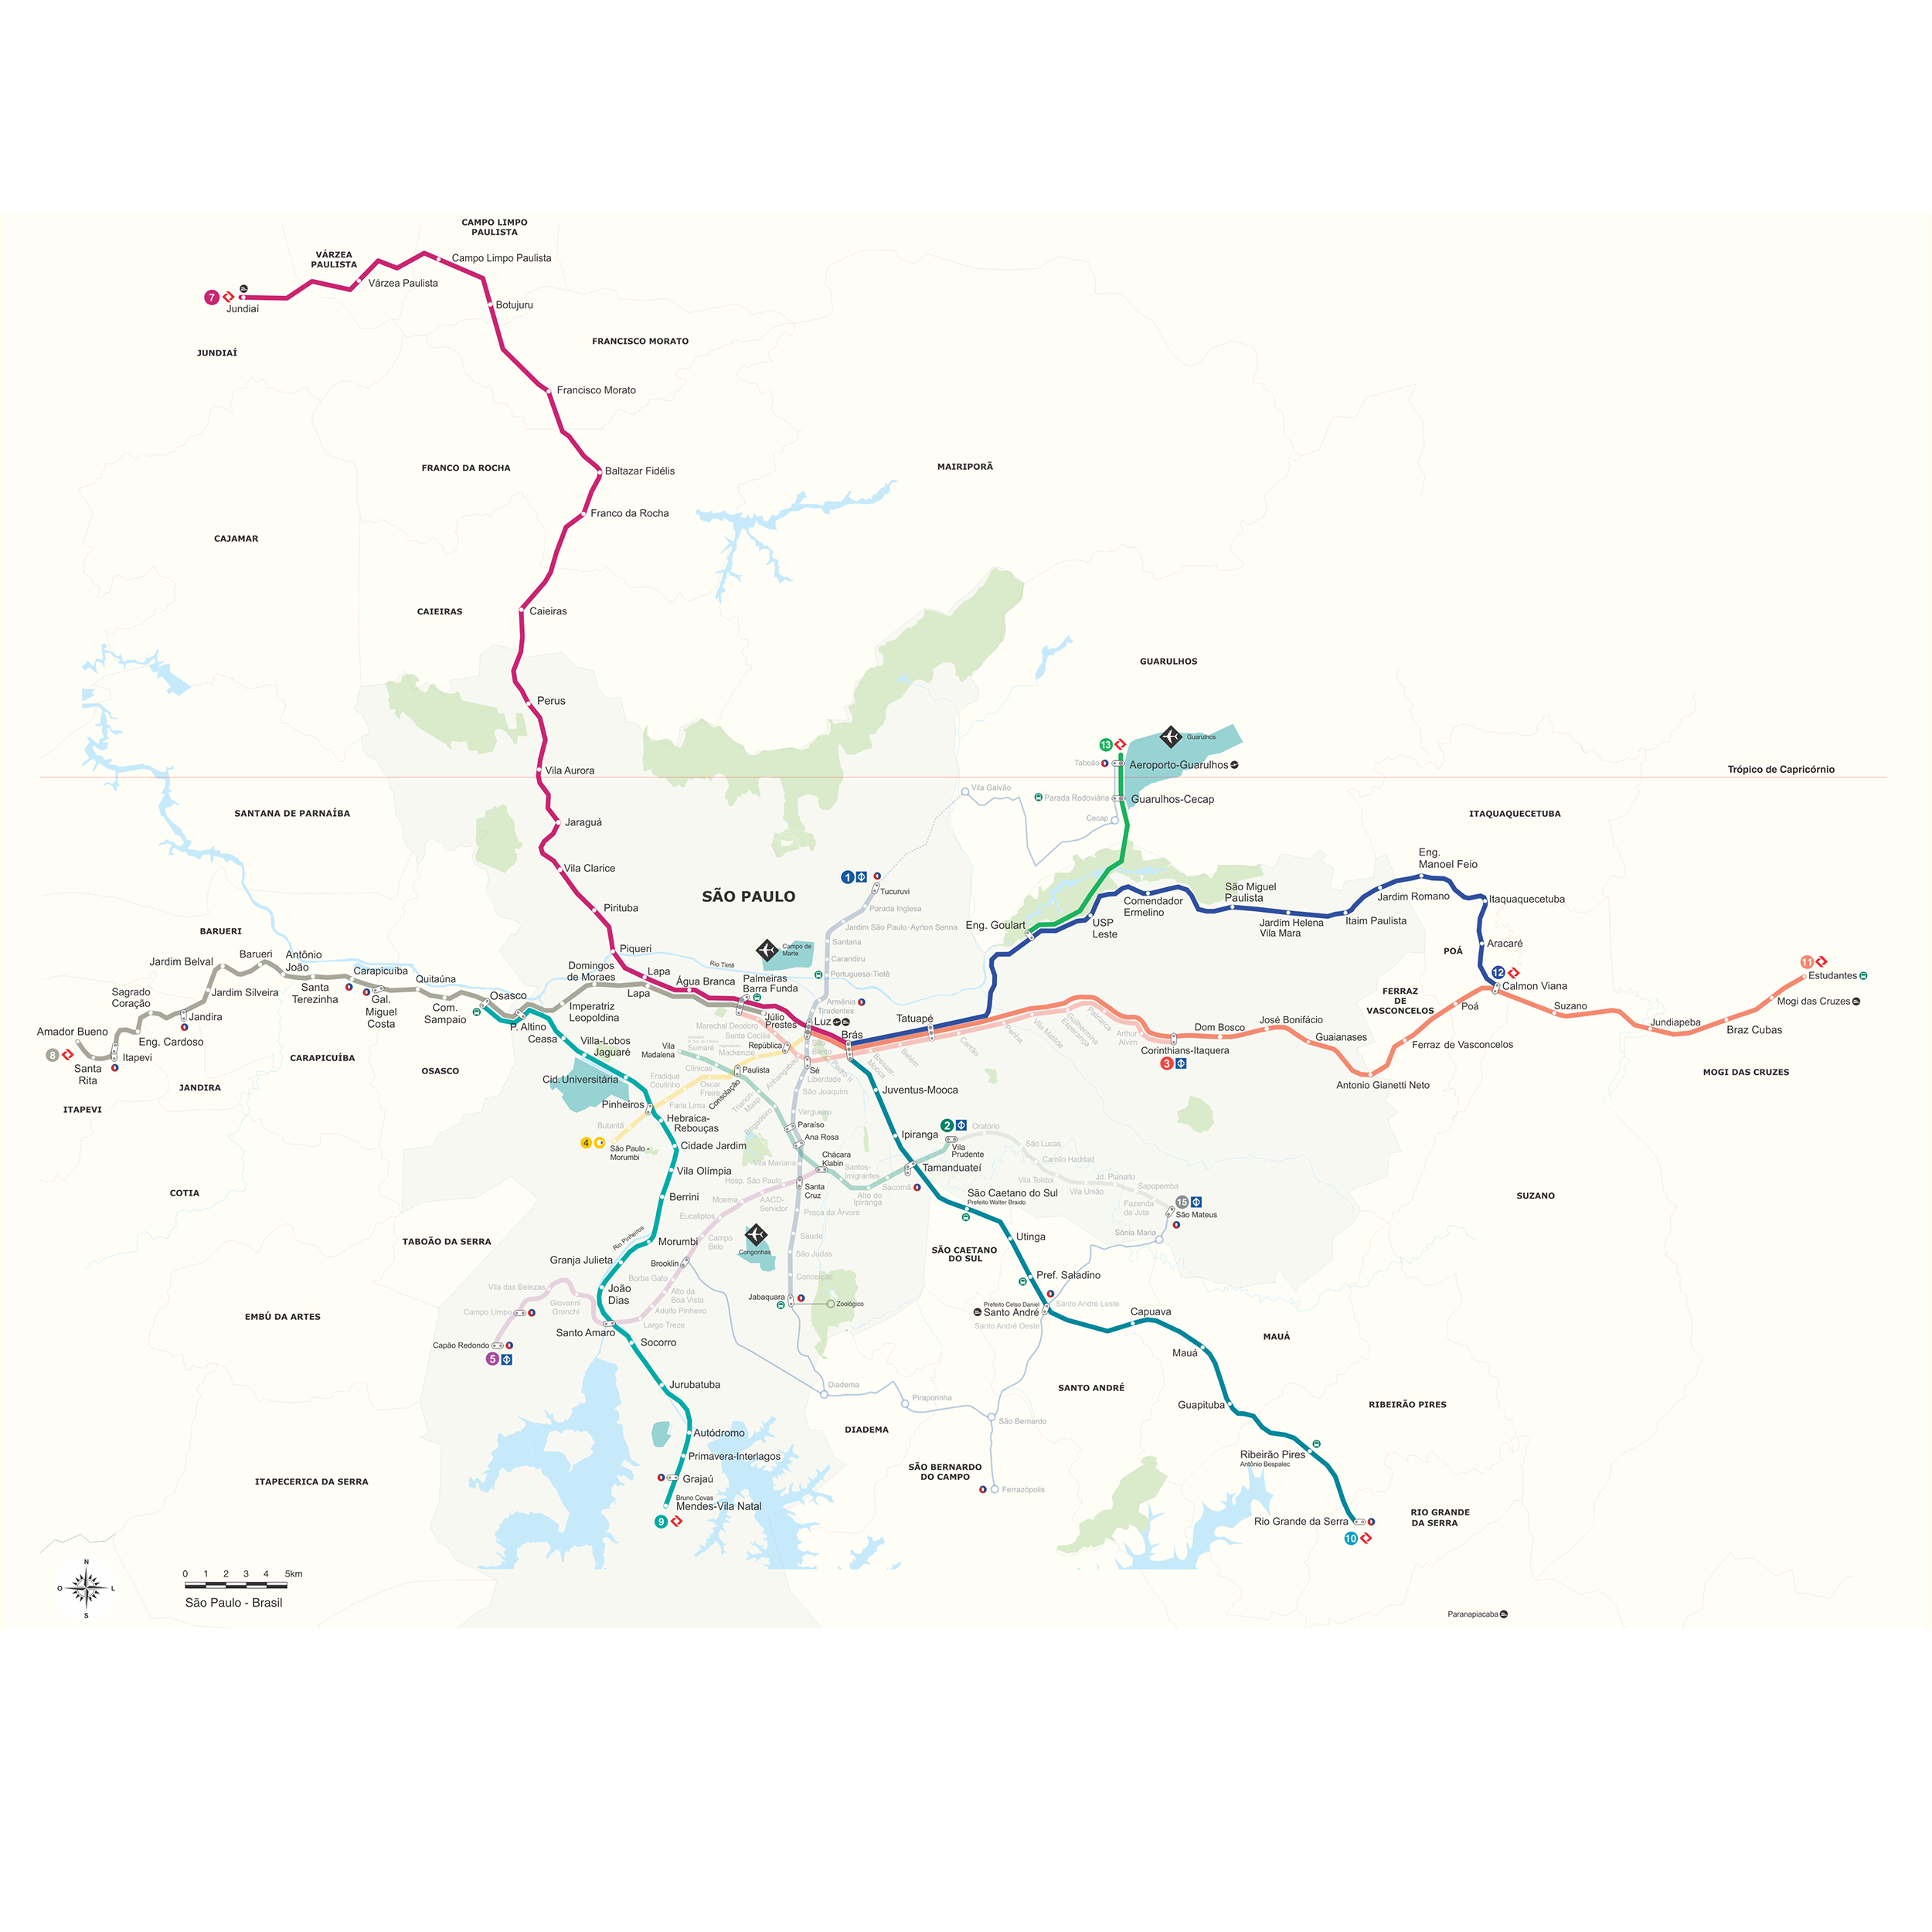 CAMPO LIMPO
PAULISTA
VÁRZEA
PAULISTA
Campo Limpo Paulista
Várzea Paulista
7
Jundiaí
Botujuru
JUNDIAÍ
FRANCISCO MORATO
Francisco Morato
FRANCO DA ROCHA
Baltazar Fidélis
MAIRIPORÃ
Franco da Rocha
CAJAMAR
CAIEIRAS
Caieiras
GUARULHOS
Perus
13
Guarulhos
Taboão
Aeroporto-Guarulhos
Vila Aurora
Trópico de Capricórnio
Vila Galvão
Parada Rodoviária
Guarulhos-Cecap
SANTANA DE PARNAÍBA
Cecap
ITAQUAQUECETUBA
Jaraguá
Vila Clarice
Eng.
Manoel Feio
1
Tucuruvi
SÃO PAULO
São Miguel
Paulista
Jardim Romano
Itaquaquecetuba
Comendador
Ermelino
Pirituba
Parada Inglesa
Jardim Helena
Vila Mara
Itaim Paulista
Eng. Goulart
USP
Leste
Jardim São Paulo-Ayrton Senna
BARUERI
Santana
Aracaré
Piqueri
Campo de
Marte
POÁ
Jardim Belval
Barueri
Antônio
João
Carandiru
Rio Tietê
Carapicuíba
Quitaúna
Domingos
de Moraes
Lapa
Água Branca
Palmeiras
Barra Funda
Portuguesa-Tietê
12
Calmon Viana
11
Estudantes
Santa
Terezinha
Jardim Silveira
Sagrado
Coração
Gal.
Miguel
Costa
Com.
Sampaio
Osasco
Lapa
Imperatriz
Leopoldina
Armênia
Tiradentes
FERRAZ
DE
VASCONCELOS
Poá
Suzano
Mogi das Cruzes
Jandira
Júlio
Prestes
Luz
Tatuapé
Jundiapeba
Braz Cubas
Amador Bueno
Eng. Cardoso
P. Altino
Ceasa
Marechal Deodoro
Santa Cecília
Brás
Penha
Vila Matilde
Guilhermina
Esperança
Patriarca
Arthur
Alvim
Dom Bosco
José Bonifácio
Guaianases
Ferraz de Vasconcelos
8
Itapevi
Santa
Rita
CARAPICUÍBA
OSASCO
Villa-Lobos
Jaguaré
Vila
Madalena
Sumaré
Mackenzie
República
São
Bento
Carrão
Belém
Bresser
Mooca
Corinthians-Itaquera
3
Antonio Gianetti Neto
MOGI DAS CRUZES
JANDIRA
Cid. Universitária
Clínicas
Paulista
Anhangabaú
Sé
Pedro II
Liberdade
Fradique
Coutinho
Oscar
Freire
Consolação
São Joaquim
Juventus-Mooca
ITAPEVI
Pinheiros
Faria Lima
Trianon-
Masp
Hebraica-
Rebouças
Butantã
Vergueiro
Brigadeiro
Paraíso
Ana Rosa
4
São Paulo -
Morumbi
Cidade Jardim
Ipiranga
2
Oratório
Vila
Prudente
São Lucas
Chácara
Klabin
Vila Mariana
Santos-
Imigrantes
Tamanduateí
Camilo Haddad
Vila Olímpia
Hosp. São Paulo
Santa
Cruz
Sacomã
Alto do
Ipiranga
Vila Tolstoi
Jd. Planalto
Vila União
Sapopemba
COTIA
Berrini
Moema
AACD-
Servidor
São Caetano do Sul
Prefeito Walter Braido
Fazenda
da Juta
15
São Mateus
SUZANO
Eucaliptos
Praça da Árvore
Rio Pinheiros
TABOÃO DA SERRA
Morumbi
Campo
Belo
Congonhas
Saúde
São Judas
SÃO CAETANO
DO SUL
Utinga
Sônia Maria
Granja Julieta
Brooklin
Borba Gato
Conceição
Pref. Saladino
Vila das Belezas
João
Dias
Alto da
Boa Vista
Jabaquara
Zoológico
Campo Limpo
Giovanni
Gronchi
Adolfo Pinheiro
Prefeito Celso Daniel
Santo André
Santo André Leste
Santo André Oeste
Capuava
EMBÚ DA ARTES
Largo Treze
Santo Amaro
Socorro
MAUÁ
Mauá
Capão Redondo
5
Jurubatuba
Diadema
Piraporinha
SANTO ANDRÉ
Guapituba
RIBEIRÃO PIRES
São Bernardo
DIADEMA
Autódromo
Primavera-Interlagos
Ribeirão Pires
Antônio Bespalec
SÃO BERNARDO
DO CAMPO
ITAPECERICA DA SERRA
Grajaú
Ferrazópolis
Bruno Covas
Mendes-Vila Natal
9
Rio Grande da Serra
10
RIO GRANDE
DA SERRA
N
O
L
S
0 1 2 3 4 5km
São Paulo - Brasil
Paranapiacaba